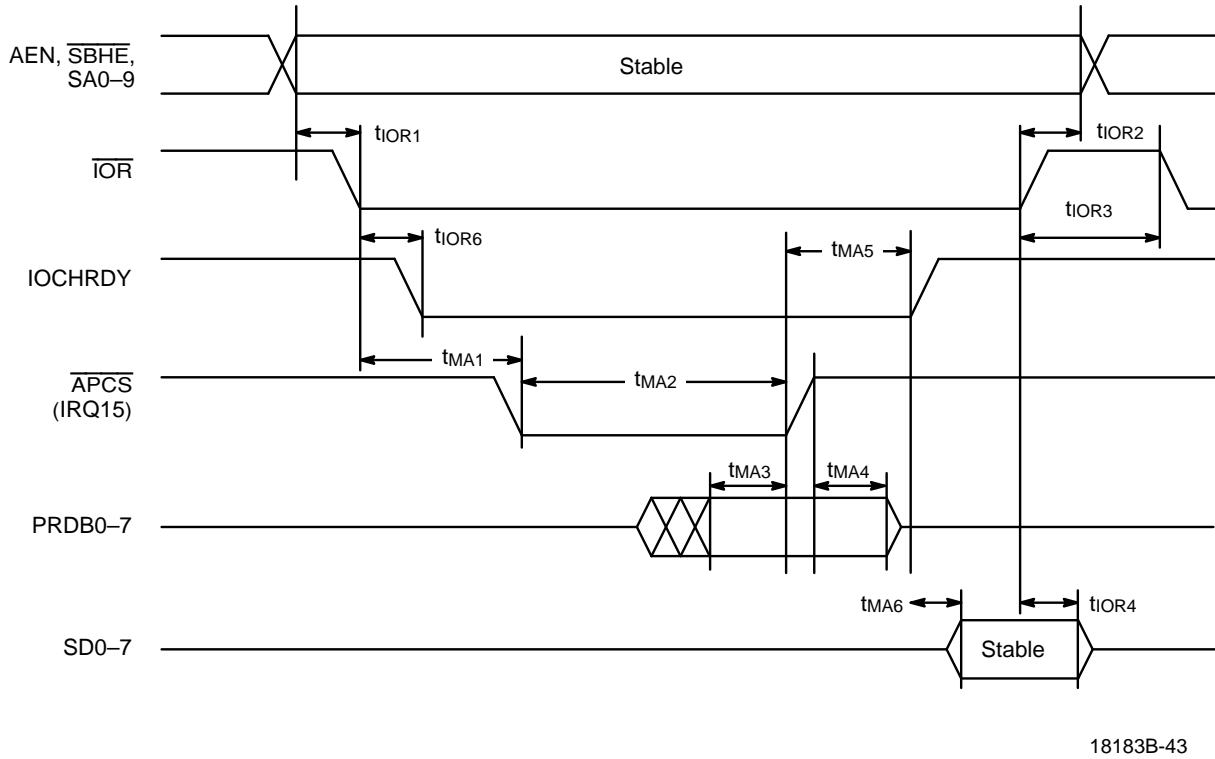 AEN, SBHE,
SA0–9
Stable
tIOR1
tIOR2
IOR
tIOR3
tIOR6
tMA5
IOCHRDY
tMA1
tMA2
APCS
(IRQ15)
tMA3
tMA4
PRDB0–7
tMA6
tIOR4
SD0–7
Stable
18183B-43